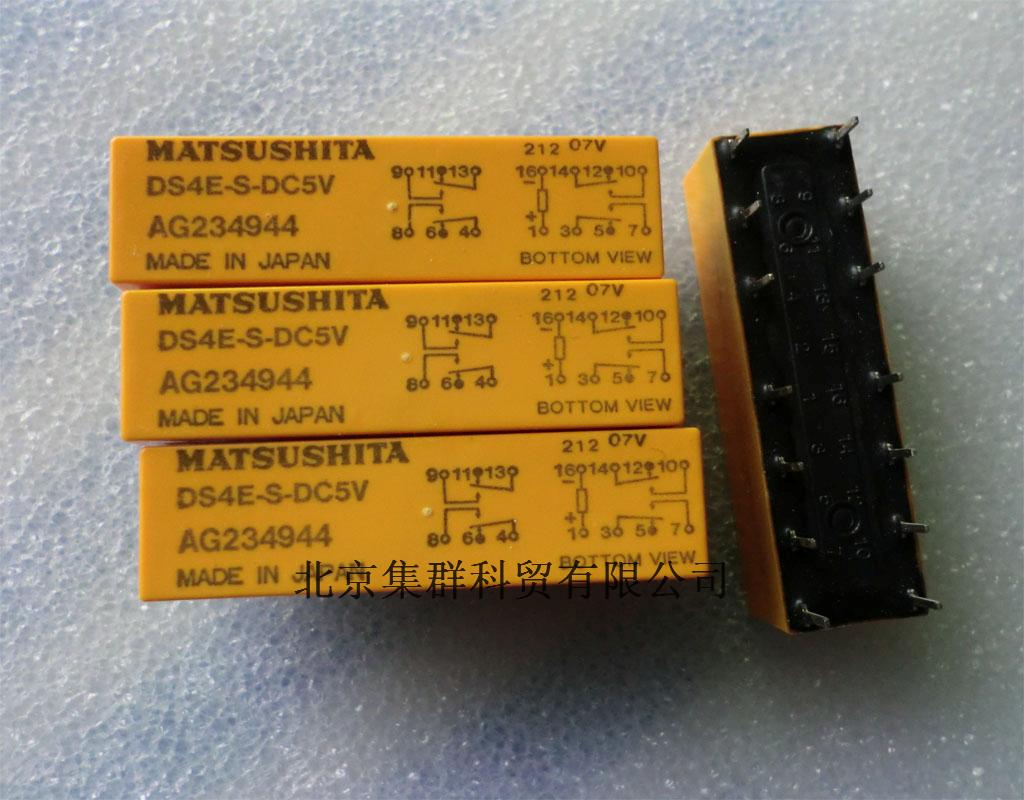 MATSUSHITA
DS4E-S-DC5V
AG234944
MADE IN JAPAN
212 07V
9 11 13
16 14 12 10
8 6 4
- +
1 3 5 7
BOTTOM VIEW
MATSUSHITA
DS4E-S-DC5V
AG234944
MADE IN JAPAN
212 07V
9 11 13
16 14 12 10
8 6 4
- +
1 3 5 7
BOTTOM VIEW
MATSUSHITA
DS4E-S-DC5V
AG234944
MADE IN JAPAN
212 07V
9 11 13
16 14 12 10
8 6 4
- +
1 3 5 7
BOTTOM VIEW
北京集群科贸有限公司